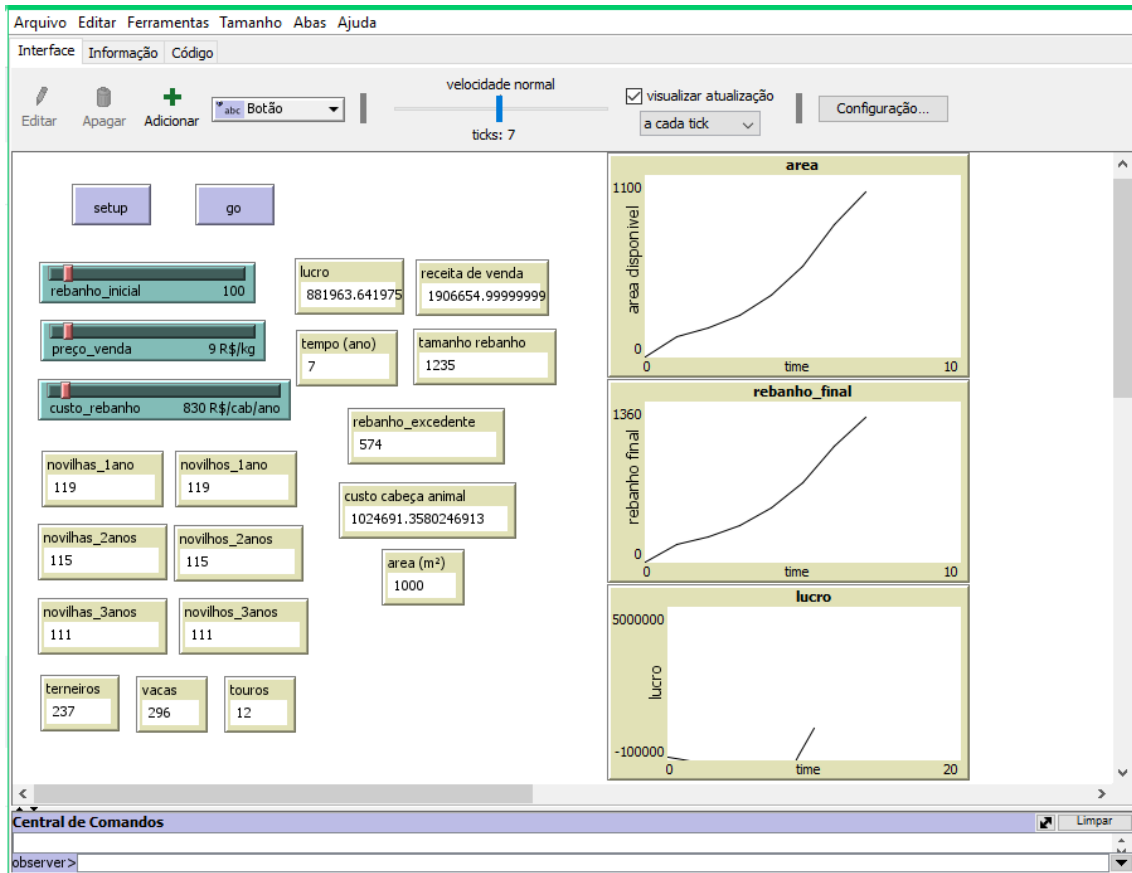 Arquivo Editar Ferramentas Tamanho Abas Ajuda
Interface Informação Código
Editar Apagar Adicionar abc Botão
velocidade normal
ticks: 7
visualizar atualização
a cada tick
Configuração...
setup go
rebanho_inicial 100
preço_venda 9 R$/kg
custo_rebanho 830 R$/cab/ano
lucro
881963.641975
receita de venda
1906654.99999999
tempo (ano)
7
tamanho rebanho
1235
rebanho_excedente
574
custo cabeça animal
1024691.3580246913
area (m²)
1000
novilhas_1ano
119
novilhos_1ano
119
novilhas_2anos
115
novilhos_2anos
115
novilhas_3anos
111
novilhos_3anos
111
terneiros
237
vacas
296
touros
12
area
1100
area disponivel
0
0 time 10
rebanho_final
1360
rebanho final
0
0 time 10
lucro
5000000
lucro
-100000
0 time 20
Central de Comandos
Limpar
observer>